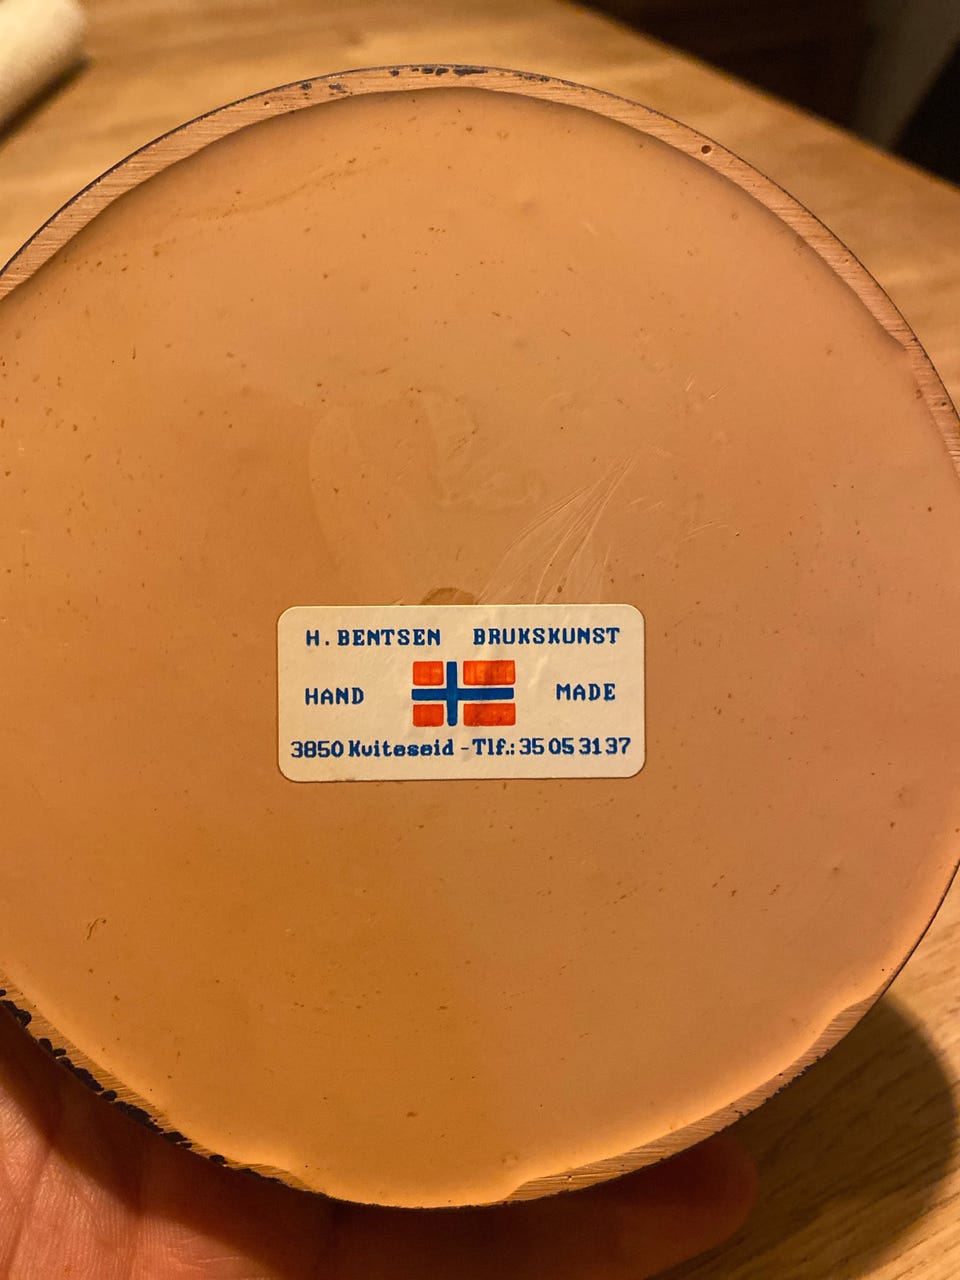 H. BENTSEN BRUKSKUNST
HAND MADE
3850 Kviteseid - Tlf.: 35 05 31 37